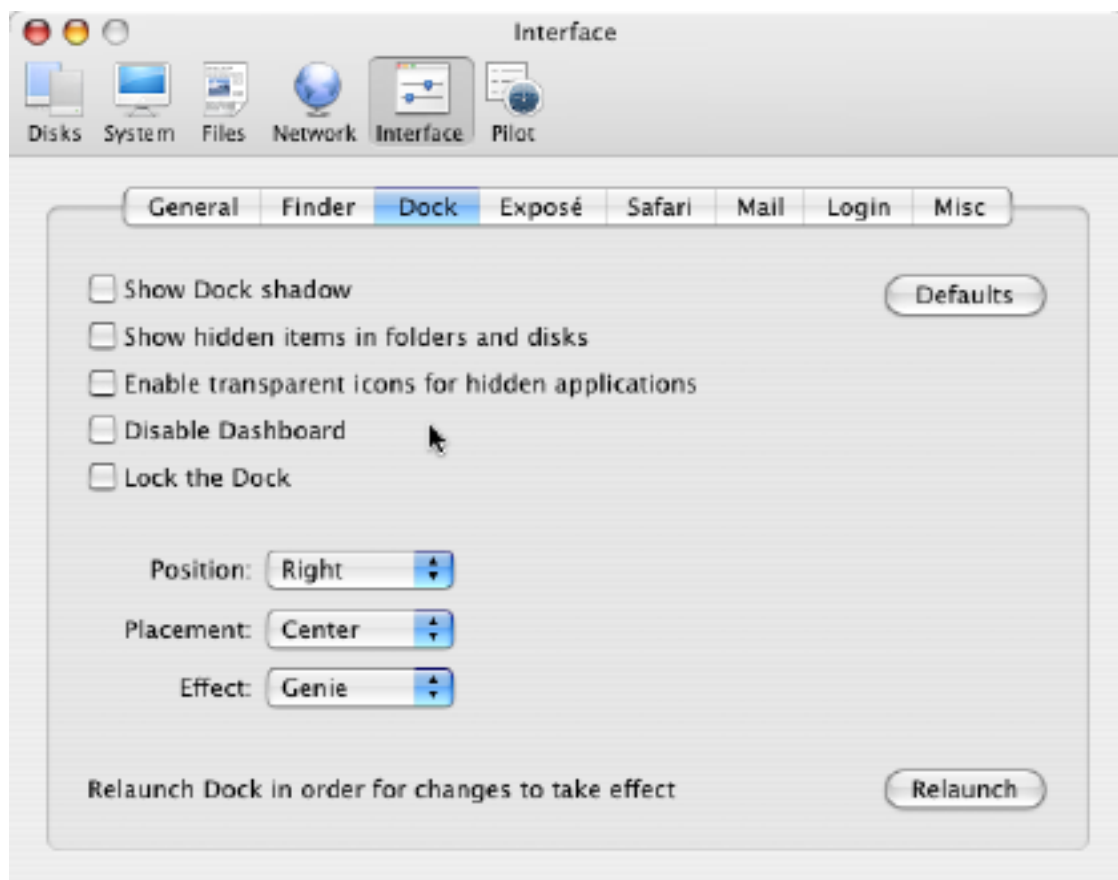 Interface
Disks System Files Network Interface Pilot
General Finder Dock Exposé Safari Mail Login Misc
Show Dock shadow
Defaults
Show hidden items in folders and disks
Enable transparent icons for hidden applications
Disable Dashboard
Lock the Dock
Position: Right
Placement: Center
Effect: Genie
Relaunch Dock in order for changes to take effect
Relaunch